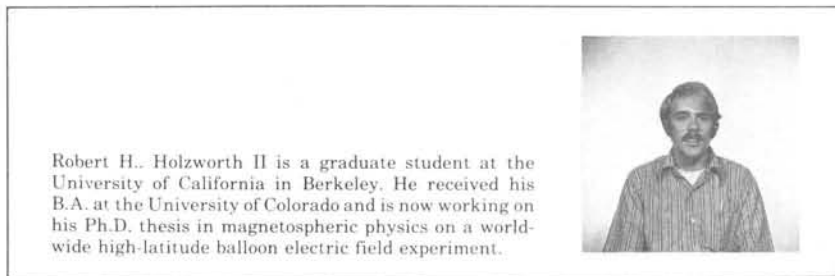 Robert H.. Holzworth II is a graduate student at the
University of California in Berkeley. He received his
B.A. at the University of Colorado and is now working on
his Ph.D. thesis in magnetospheric physics on a world-
wide high-latitude balloon electric field experiment.